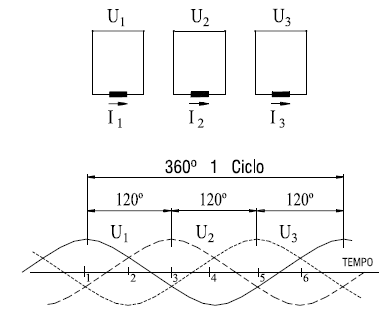 U1 U2 U3
I1 I2 I3
360º 1 Ciclo
120º 120º 120º
U1 U2 U3
TEMPO
1 2 3 4 5 6